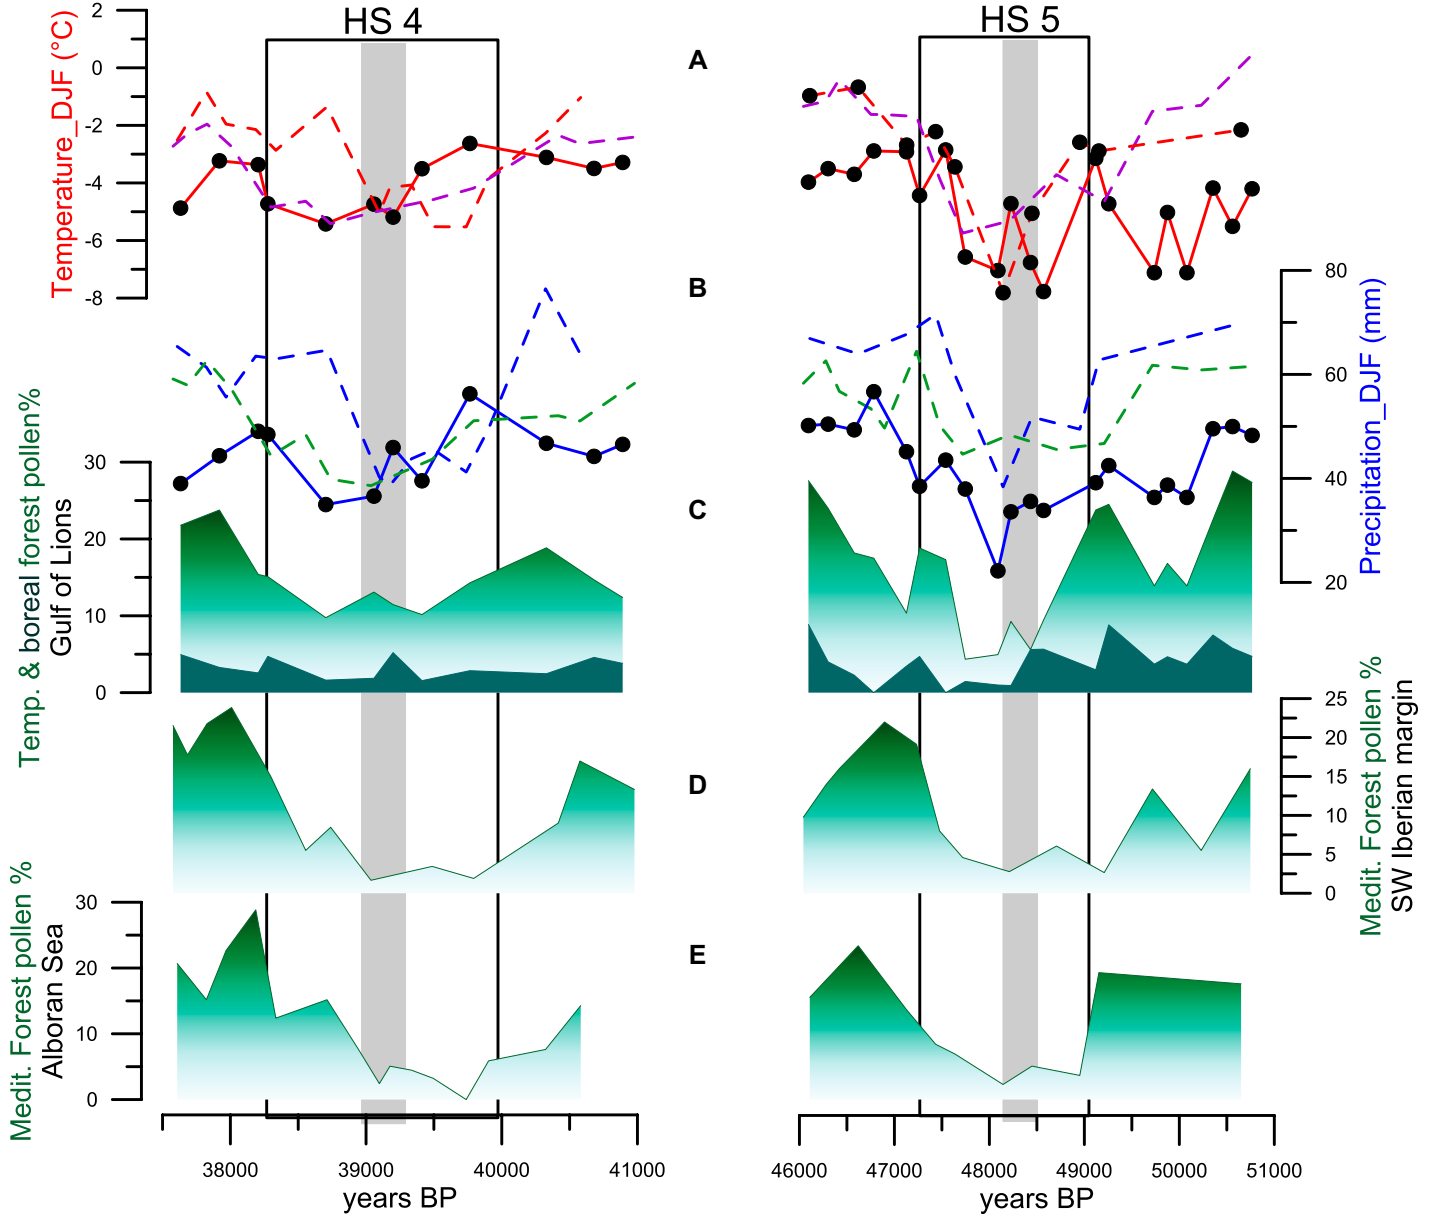 HS 4
HS 5
Temperature_DJF (°C)
2
0
-2
-4
-6
-8
A
B
C
D
E
80
60
40
20
Precipitation_DJF (mm)
Temp. & boreal forest pollen%
Gulf of Lions
30
20
10
0
25
20
15
10
5
0
Medit. Forest pollen %
SW Iberian margin
Medit. Forest pollen %
Alboran Sea
30
20
10
0
38000 39000 40000 41000
years BP
46000 47000 48000 49000 50000 51000
years BP